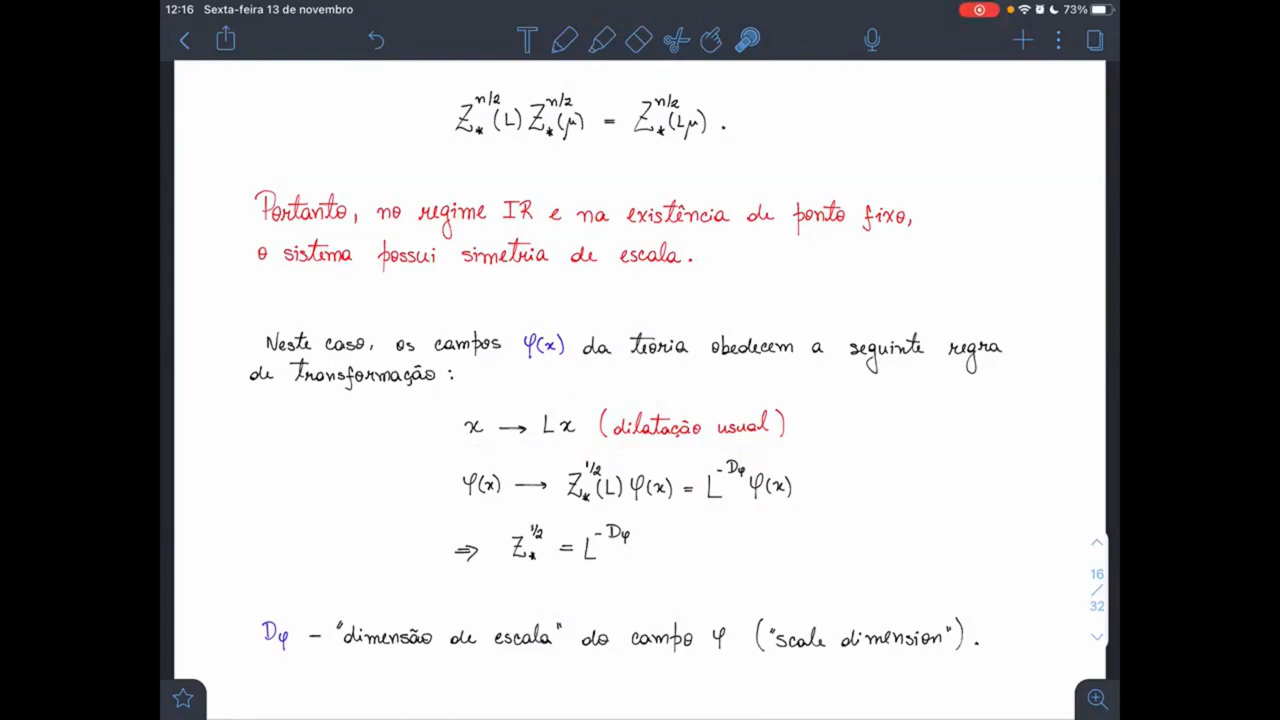 12:16 Sexta-feira 13 de novembro 73%
Z_*^{n/2}(L) Z_*^{n/2}(μ) = Z_*^{n/2}(Lμ) .
Portanto, no regime IR e na existência de ponto fixo,
o sistema possui simetria de escala.
Neste caso, os campos φ(x) da teoria obedecem a seguinte regra
de transformação :
x → Lx (dilatação usual)
φ(x) → Z_*^{1/2}(L) φ(x) = L^{-Dφ} φ(x)
⇒ Z_*^{1/2} = L^{-Dφ}
Dφ – "dimensão de escala" do campo φ ("scale dimension").
16
/
32